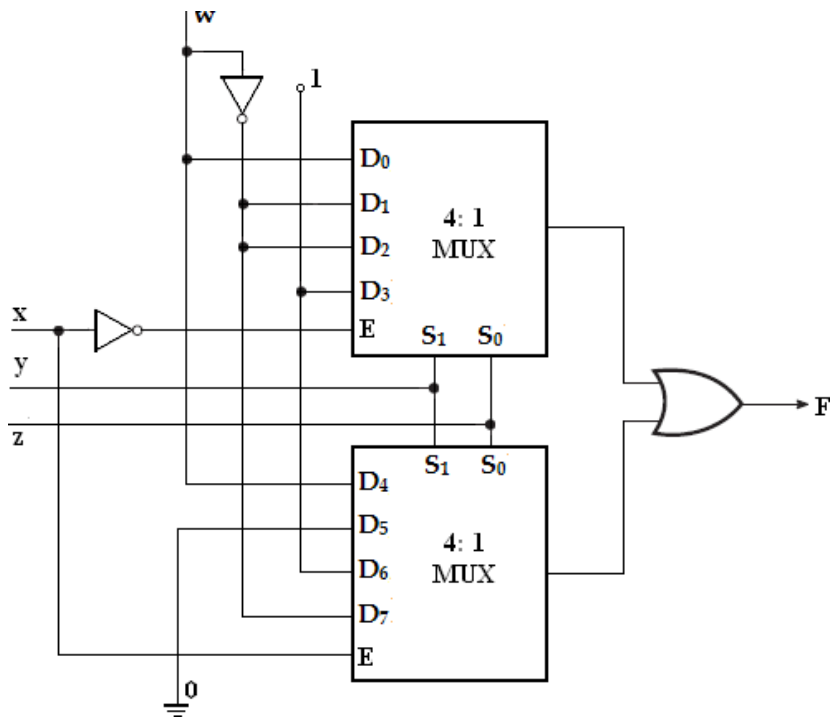 w
1
D₀
D₁
D₂
D₃
E
4: 1
MUX
S₁ S₀
x
y
z
F
S₁ S₀
D₄
D₅
D₆
D₇
E
4: 1
MUX
0